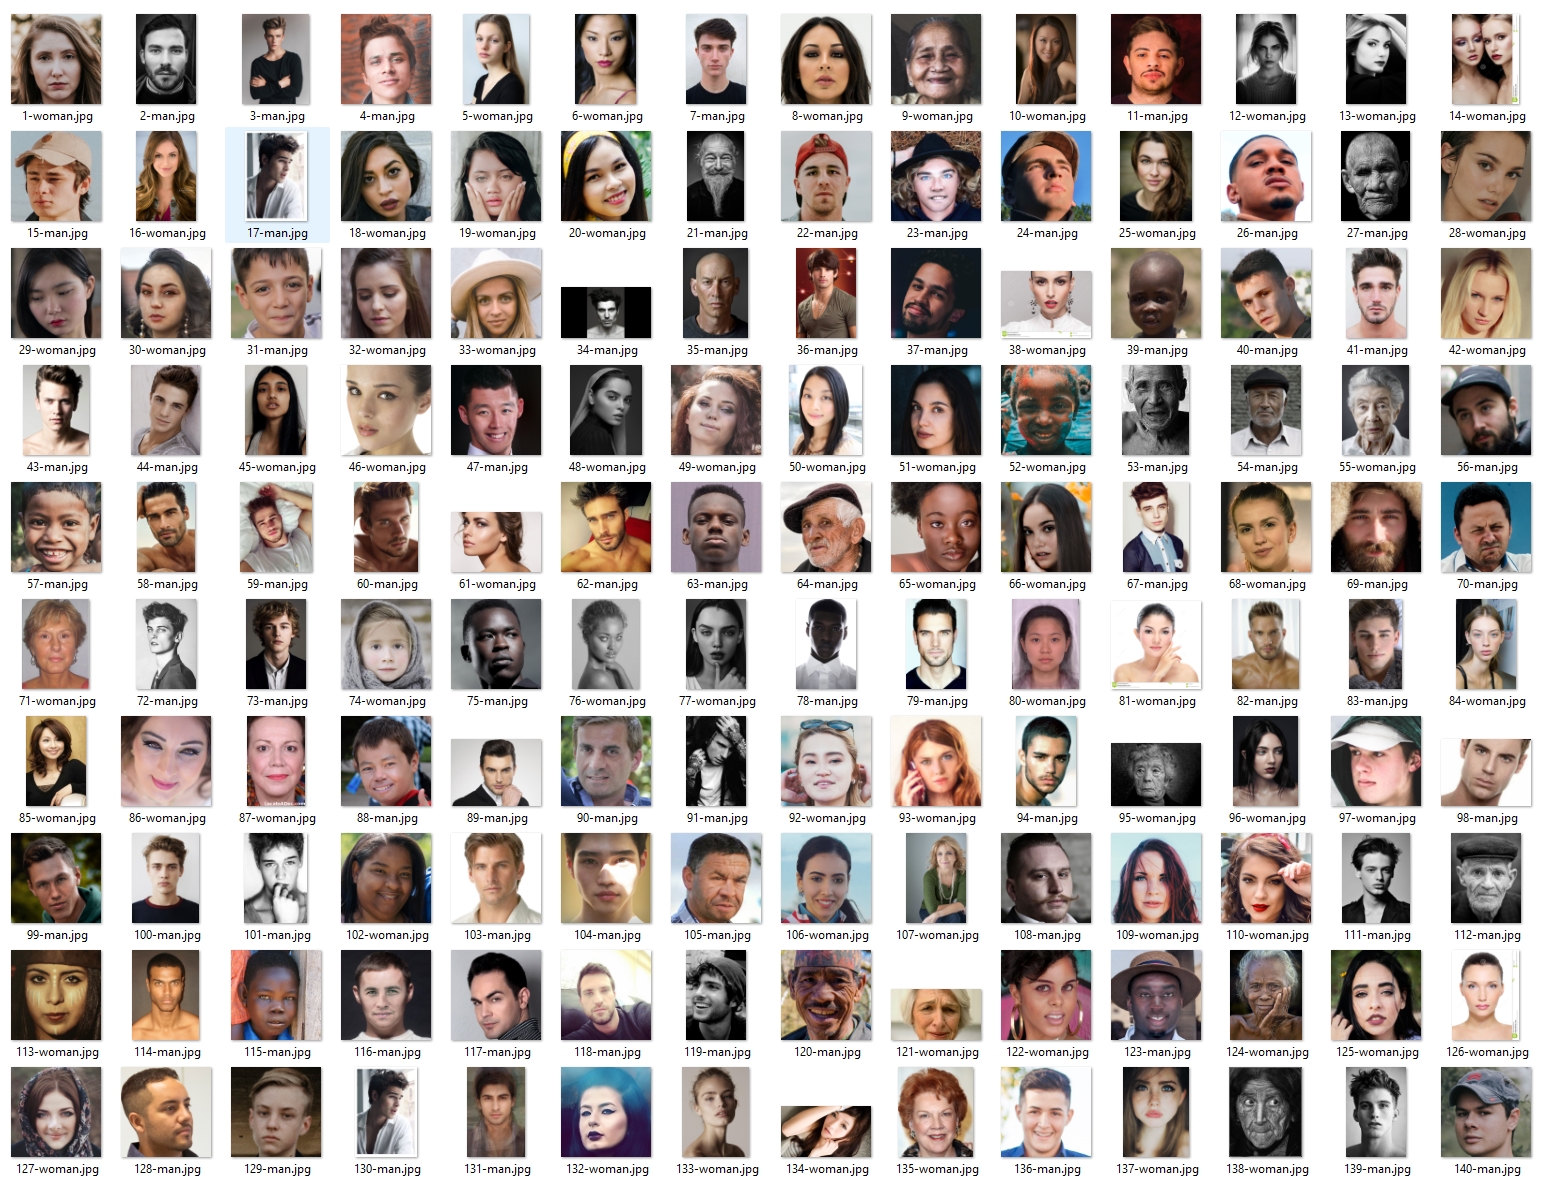 1-woman.jpg 2-man.jpg 3-man.jpg 4-man.jpg 5-woman.jpg 6-woman.jpg 7-man.jpg 8-woman.jpg 9-woman.jpg 10-woman.jpg 11-man.jpg 12-woman.jpg 13-woman.jpg 14-woman.jpg
15-man.jpg 16-woman.jpg 17-man.jpg 18-woman.jpg 19-woman.jpg 20-woman.jpg 21-man.jpg 22-man.jpg 23-man.jpg 24-man.jpg 25-woman.jpg 26-man.jpg 27-man.jpg 28-woman.jpg
29-woman.jpg 30-woman.jpg 31-man.jpg 32-woman.jpg 33-woman.jpg 34-man.jpg 35-man.jpg 36-man.jpg 37-man.jpg 38-woman.jpg 39-man.jpg 40-man.jpg 41-man.jpg 42-woman.jpg
43-man.jpg 44-man.jpg 45-woman.jpg 46-woman.jpg 47-man.jpg 48-woman.jpg 49-woman.jpg 50-woman.jpg 51-woman.jpg 52-woman.jpg 53-man.jpg 54-man.jpg 55-woman.jpg 56-man.jpg
57-man.jpg 58-man.jpg 59-man.jpg 60-man.jpg 61-woman.jpg 62-man.jpg 63-man.jpg 64-man.jpg 65-woman.jpg 66-woman.jpg 67-man.jpg 68-woman.jpg 69-man.jpg 70-man.jpg
71-woman.jpg 72-man.jpg 73-man.jpg 74-woman.jpg 75-man.jpg 76-woman.jpg 77-woman.jpg 78-man.jpg 79-man.jpg 80-woman.jpg 81-woman.jpg 82-man.jpg 83-man.jpg 84-woman.jpg
85-woman.jpg 86-woman.jpg 87-woman.jpg 88-man.jpg 89-man.jpg 90-man.jpg 91-man.jpg 92-woman.jpg 93-woman.jpg 94-man.jpg 95-woman.jpg 96-woman.jpg 97-woman.jpg 98-man.jpg
99-man.jpg 100-man.jpg 101-man.jpg 102-woman.jpg 103-man.jpg 104-man.jpg 105-man.jpg 106-woman.jpg 107-woman.jpg 108-man.jpg 109-woman.jpg 110-woman.jpg 111-man.jpg 112-man.jpg
113-woman.jpg 114-man.jpg 115-man.jpg 116-man.jpg 117-man.jpg 118-man.jpg 119-man.jpg 120-man.jpg 121-woman.jpg 122-woman.jpg 123-man.jpg 124-woman.jpg 125-woman.jpg 126-woman.jpg
127-woman.jpg 128-man.jpg 129-man.jpg 130-man.jpg 131-man.jpg 132-woman.jpg 133-woman.jpg 134-woman.jpg 135-woman.jpg 136-man.jpg 137-woman.jpg 138-woman.jpg 139-man.jpg 140-man.jpg